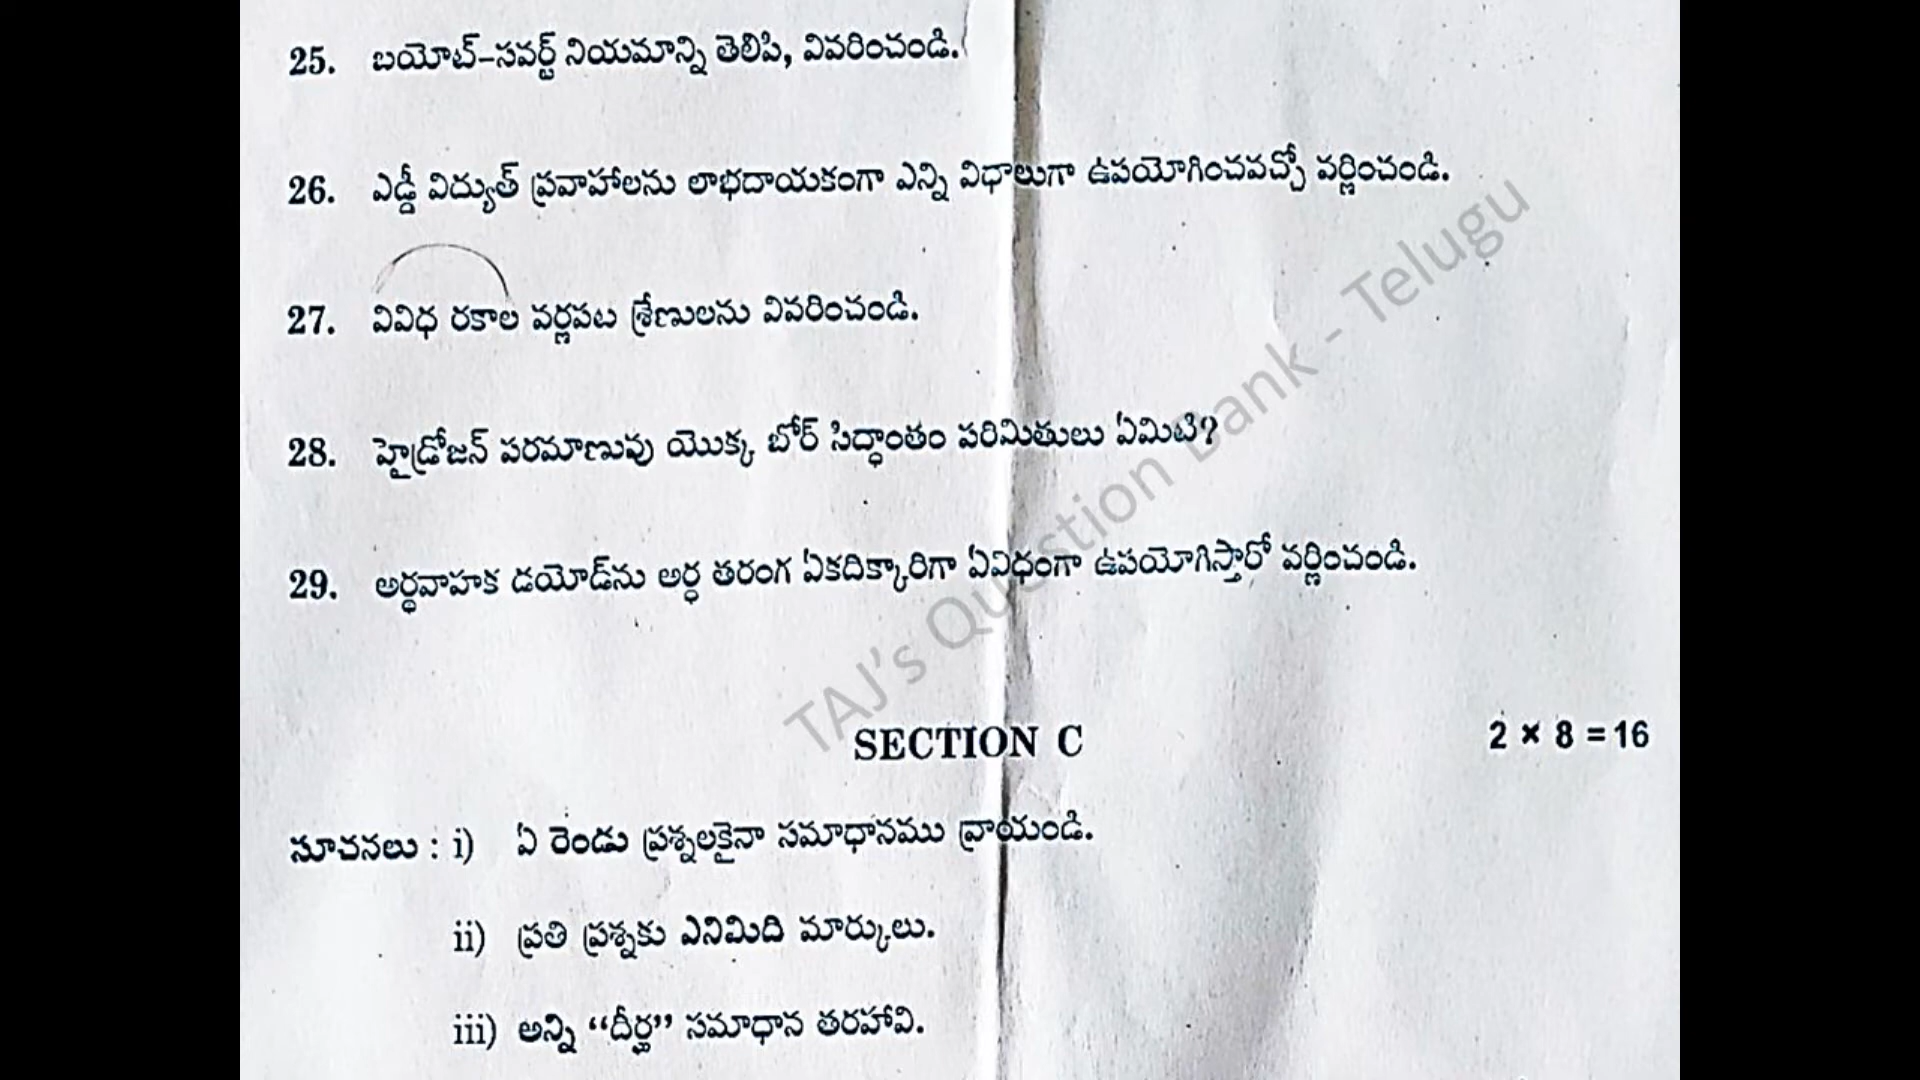 25. బయోట్-సవర్ట్ నియమాన్ని తెలిపి, వివరించండి.
26. ఎడ్డీ విద్యుత్ ప్రవాహాలను లాభదాయకంగా ఎన్ని విధాలుగా ఉపయోగించవచ్చో వర్ణించండి.
27. వివిధ రకాల వర్ణపట శ్రేణులను వివరించండి.
28. హైడ్రోజన్ పరమాణువు యొక్క బోర్ సిద్ధాంతం పరిమితులు ఏమిటి?
29. అర్ధవాహక డయోడ్‌ను అర్ధ తరంగ ఏకదిక్కారిగా ఏవిధంగా ఉపయోగిస్తారో వర్ణించండి.
TAJ's Question Bank - Telugu
SECTION C 2 × 8 = 16
సూచనలు : i) ఏ రెండు ప్రశ్నలకైనా సమాధానము వ్రాయండి.
ii) ప్రతి ప్రశ్నకు ఎనిమిది మార్కులు.
iii) అన్ని “దీర్ఘ” సమాధాన తరహావి.